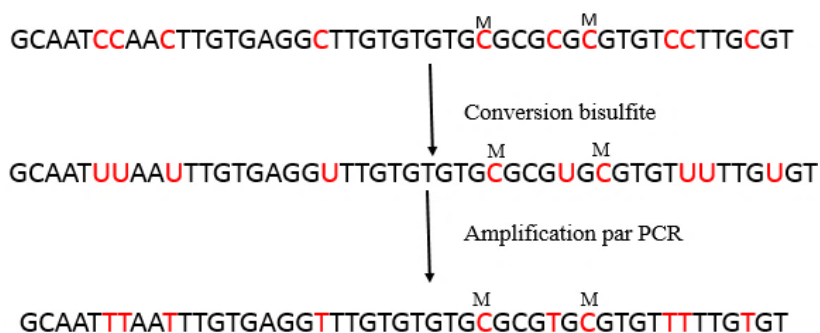 M M
GCAATCCAACTTGTGAGGCTTGTGTGTGCGCGCGCGTGTCCTTGCGT
Conversion bisulfite
M M
GCAATUUAAUTTGTGAGGUTTGTGTGTGCGCGUGCGTGTUUTTGUGT
Amplification par PCR
M M
GCAATTTAATTTGTGAGGTTTGTGTGTGCGCGTGCGTGTTTTTGTGT